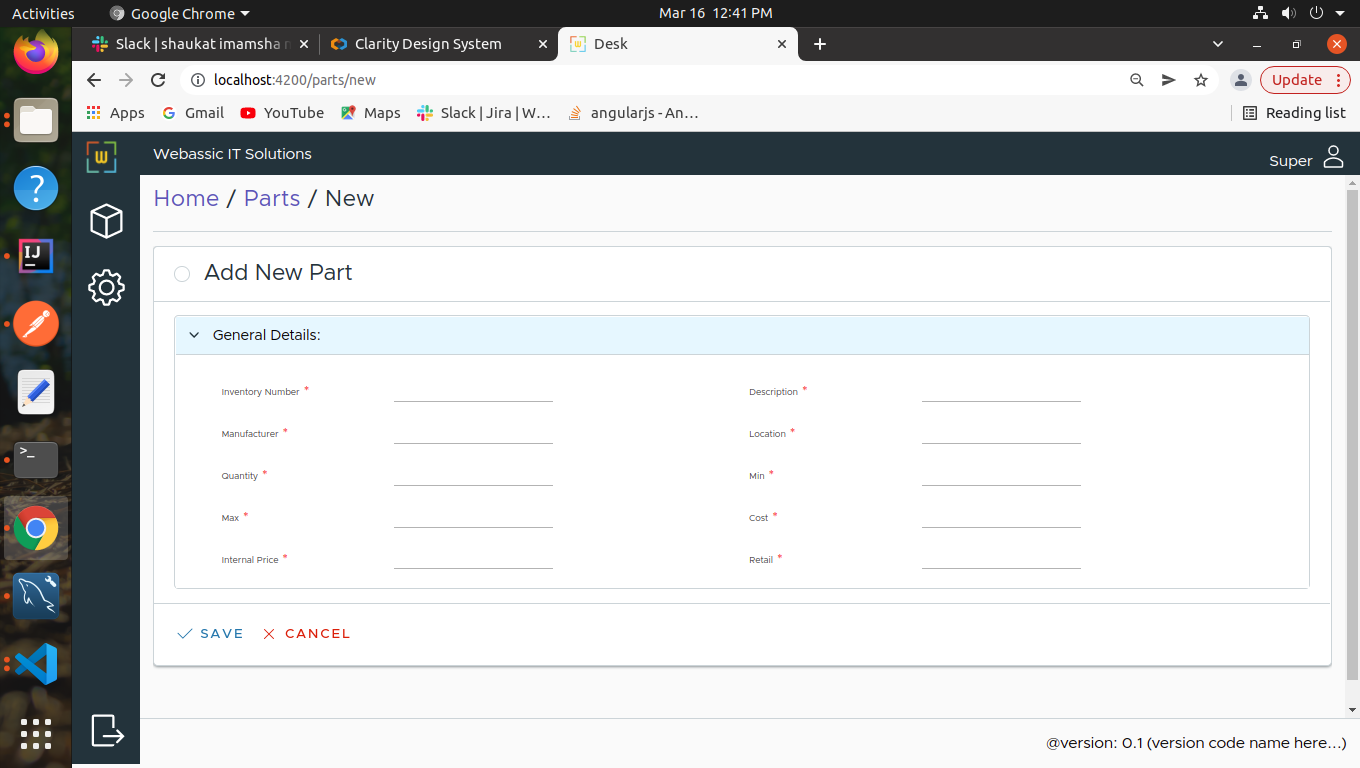 Activities Google Chrome Mar 16 12:41 PM
Slack | shaukat imamsha Clarity Design System Desk
localhost:4200/parts/new Update
Apps Gmail YouTube Maps Slack | Jira | W... angularjs - An... Reading list
W Webassic IT Solutions Super
Home / Parts / New
Add New Part
General Details:
Inventory Number * Description *
Manufacturer * Location *
Quantity * Min *
Max * Cost *
Internal Price * Retail *
SAVE CANCEL
@version: 0.1 (version code name here...)
?
IJ
>_